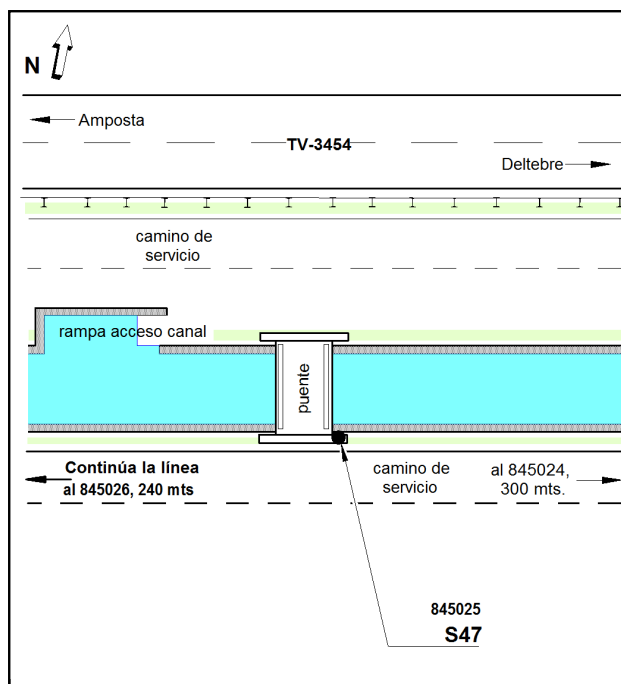 N
Amposta
TV-3454
Deltebre
camino de
servicio
rampa acceso canal
puente
Continúa la línea
al 845026, 240 mts
camino de
servicio
al 845024,
300 mts.
845025
S47